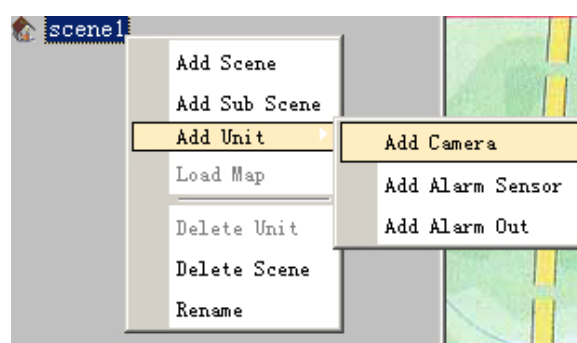 scene1
Add Scene
Add Sub Scene
Add Unit
Load Map
Delete Unit
Delete Scene
Rename
Add Camera
Add Alarm Sensor
Add Alarm Out